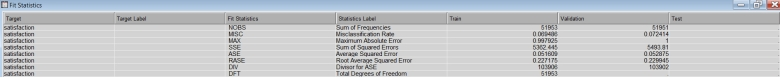 Fit Statistics
Target Target Label Fit Statistics Statistics Label Train Validation Test
satisfaction NOBS Sum of Frequencies 51953 51951
satisfaction MISC Misclassification Rate 0.069486 0.072414
satisfaction MAX Maximum Absolute Error 0.997925 1
satisfaction SSE Sum of Squared Errors 5362.445 5493.81
satisfaction ASE Average Squared Error 0.051609 0.052875
satisfaction RASE Root Average Squared Error 0.227175 0.229945
satisfaction DIV Divisor for ASE 103906 103902
satisfaction DFT Total Degrees of Freedom 51953